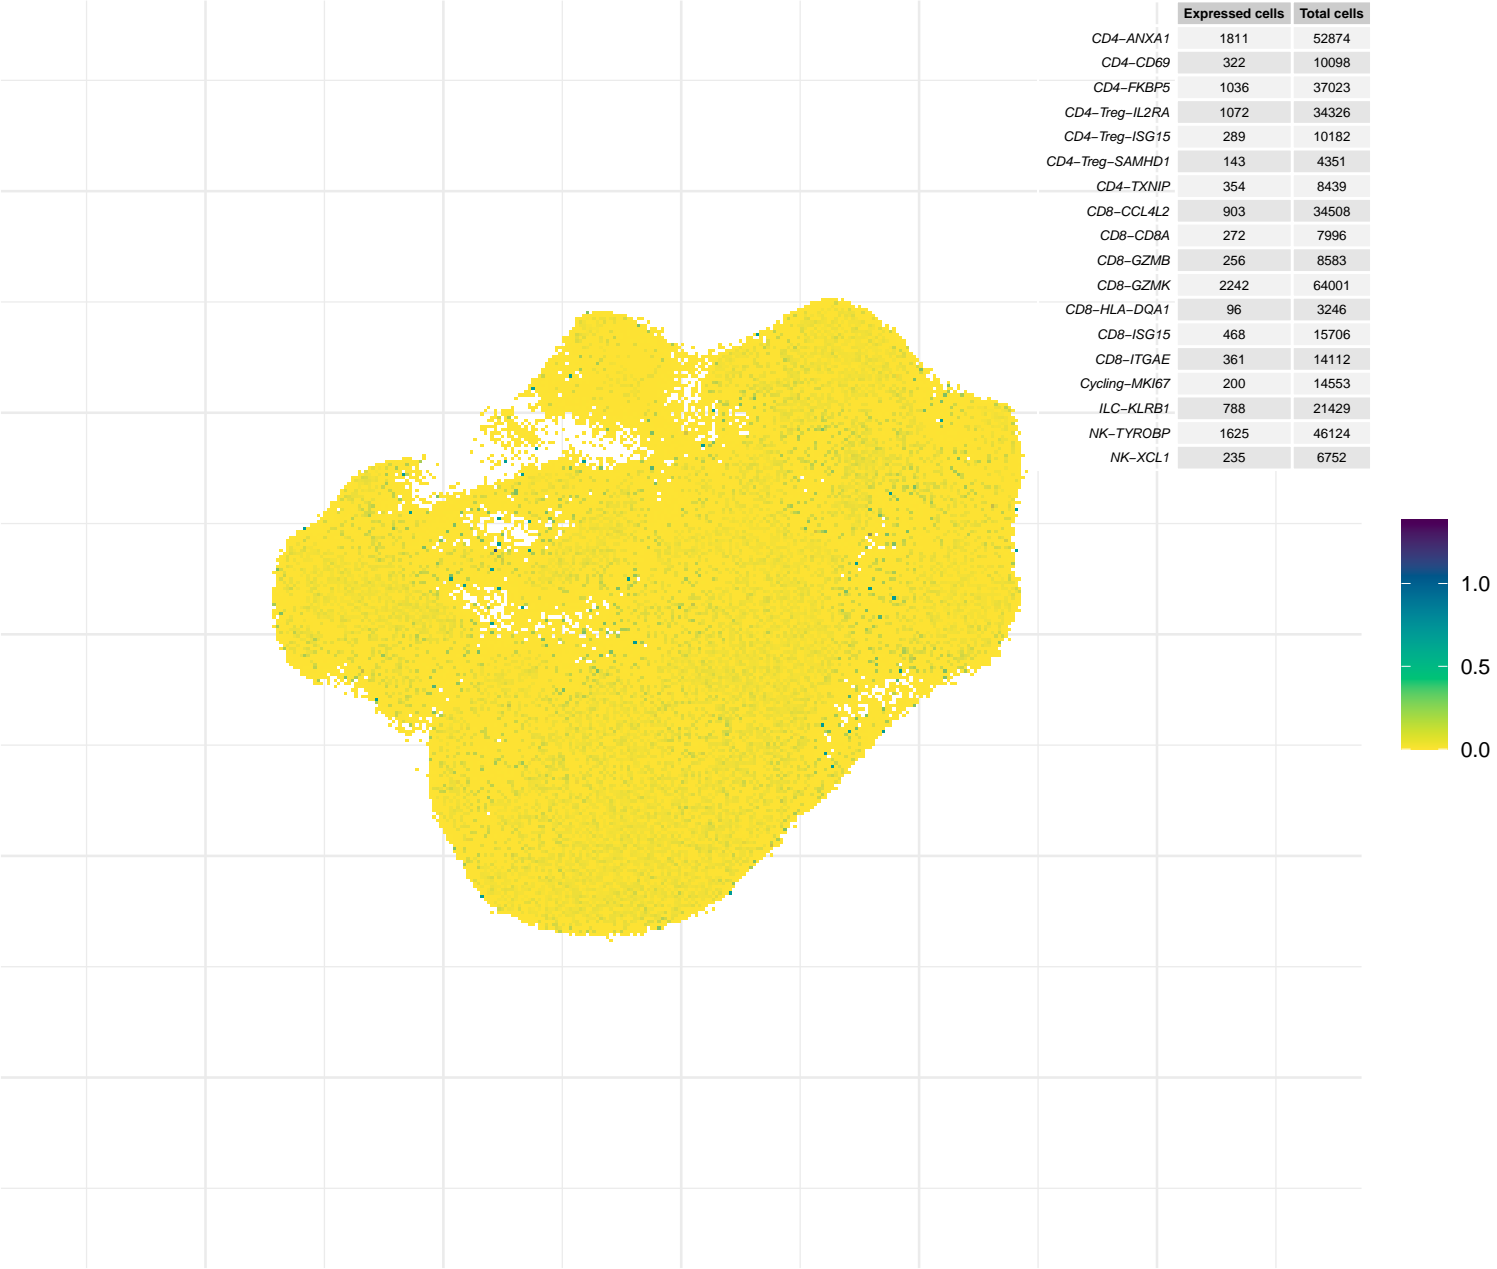 Expressed cells Total cells
CD4−ANXA1 1811 52874
CD4−CD69 322 10098
CD4−FKBP5 1036 37023
CD4−Treg−IL2RA 1072 34326
CD4−Treg−ISG15 289 10182
CD4−Treg−SAMHD1 143 4351
CD4−TXNIP 354 8439
CD8−CCL4L2 903 34508
CD8−CD8A 272 7996
CD8−GZMB 256 8583
CD8−GZMK 2242 64001
CD8−HLA−DQA1 96 3246
CD8−ISG15 468 15706
CD8−ITGAE 361 14112
Cycling−MKI67 200 14553
ILC−KLRB1 788 21429
NK−TYROBP 1625 46124
NK−XCL1 235 6752
1.0
0.5
0.0